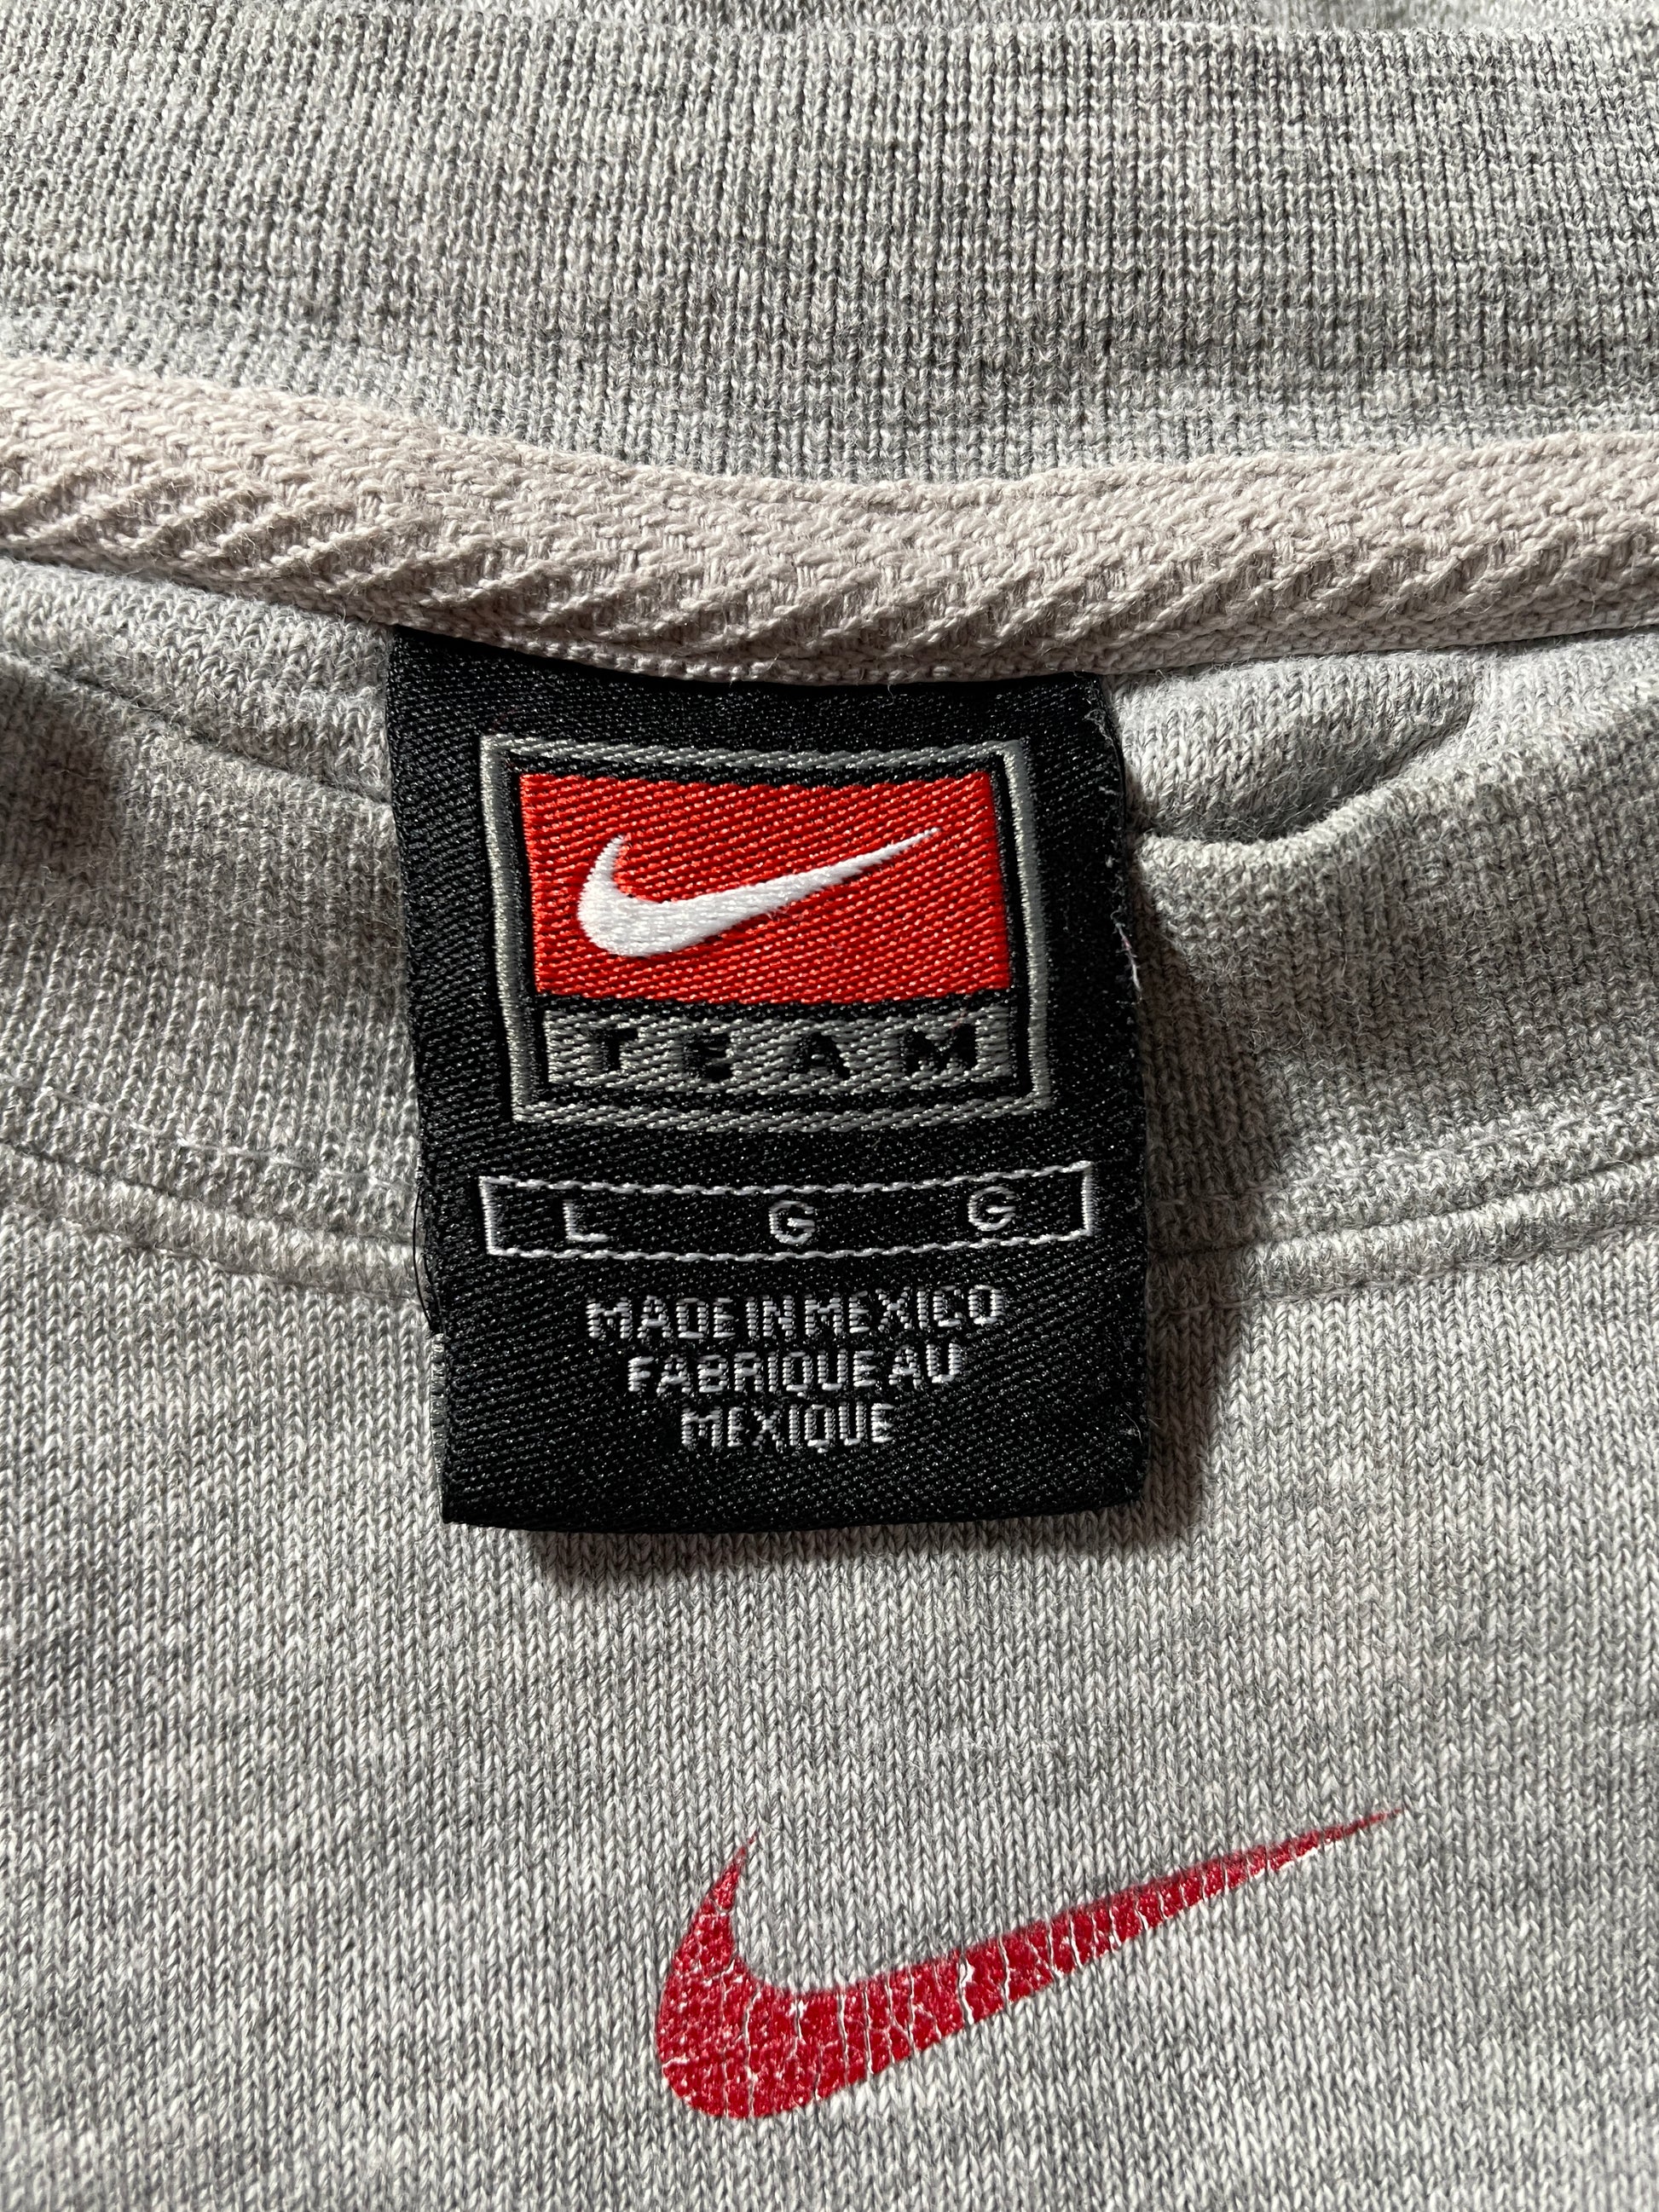 TEAM
L G G
MADE IN MEXICO
FABRIQUE AU
MEXIQUE